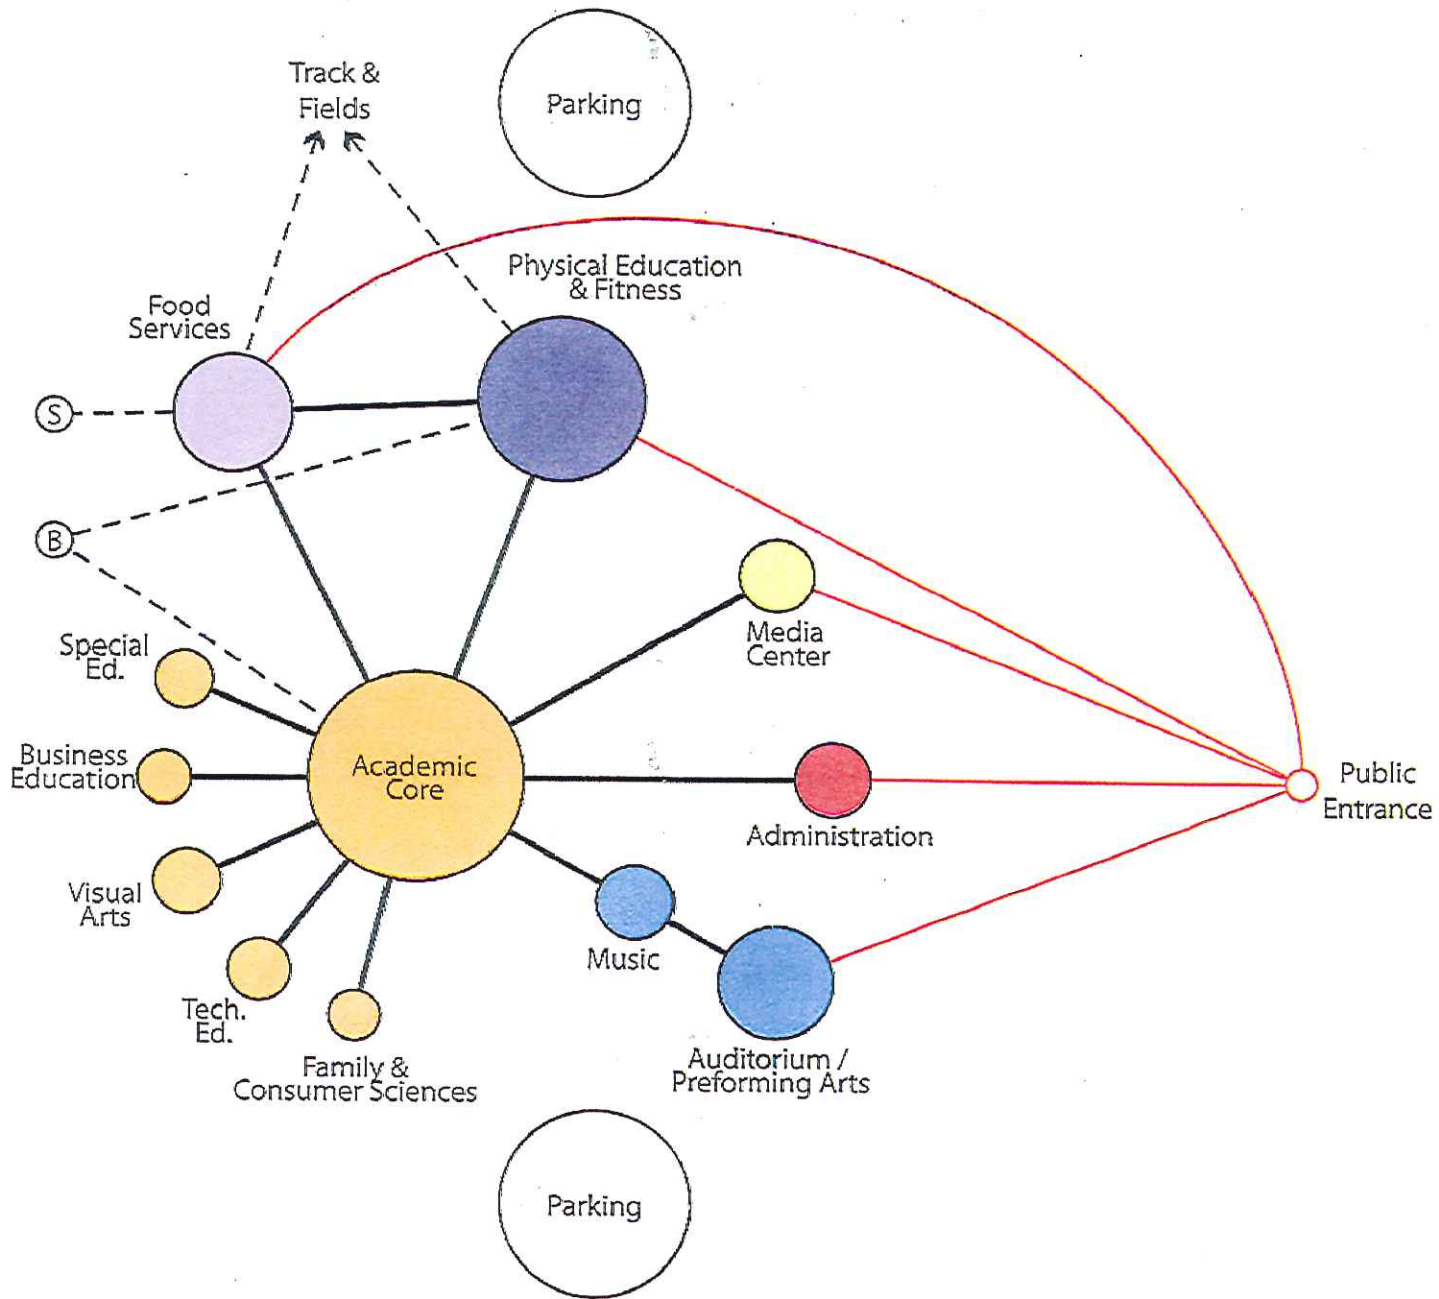 Track &
Fields
Parking
Physical Education
& Fitness
Food
Services
S
B
Media
Center
Special
Ed.
Business
Education
Academic
Core
Public
Entrance
Administration
Visual
Arts
Music
Tech.
Ed.
Family &
Consumer Sciences
Auditorium /
Preforming Arts
Parking